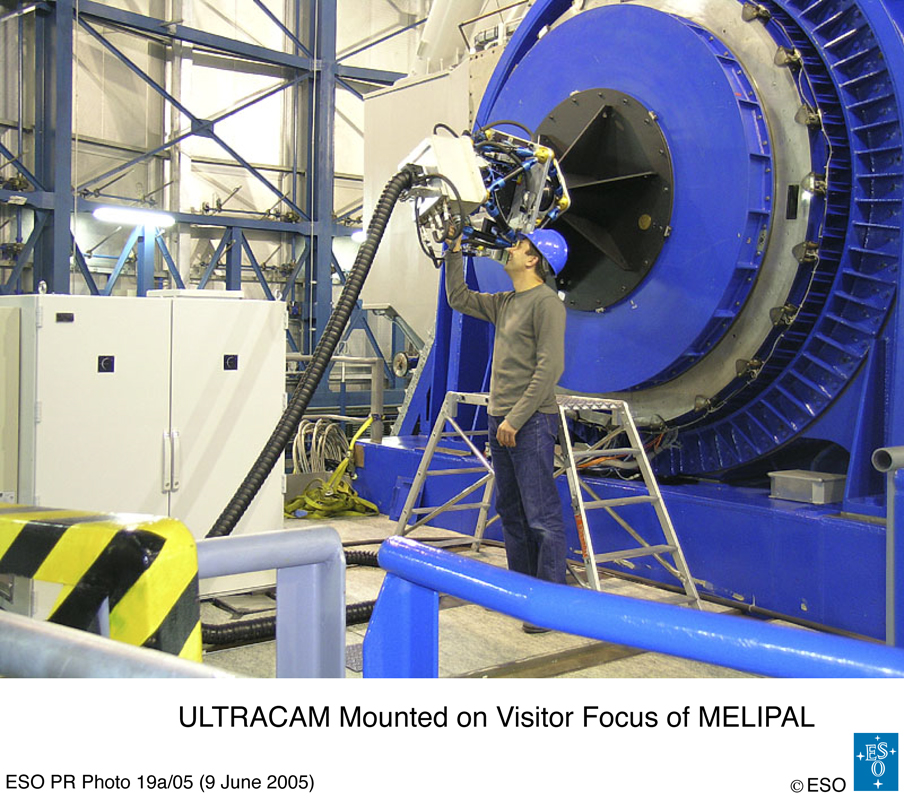 ULTRACAM Mounted on Visitor Focus of MELIPAL
ESO PR Photo 19a/05 (9 June 2005)
© ESO
ESO